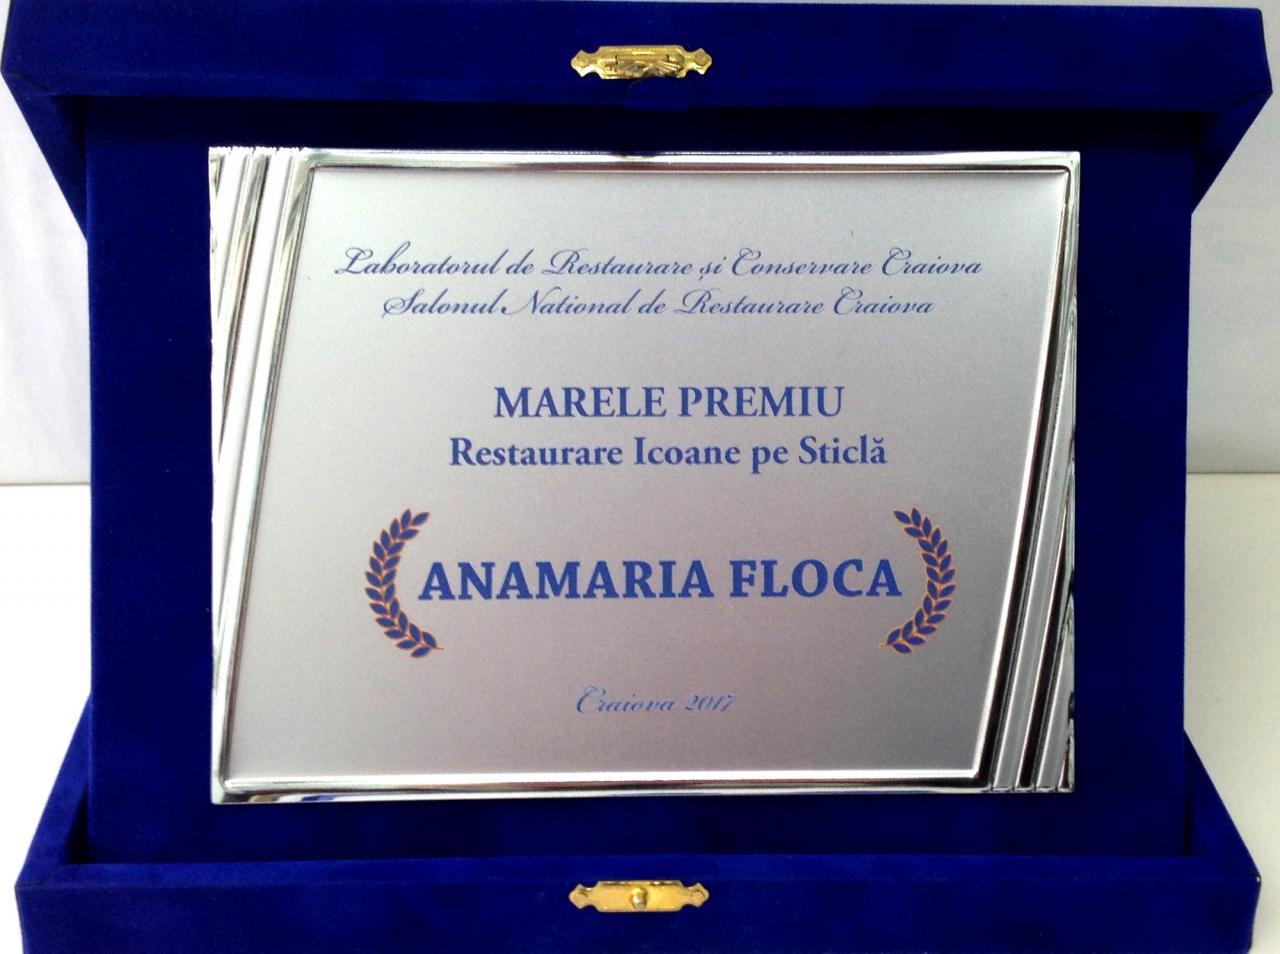 Laboratorul de Restaurare și Conservare Craiova
Salonul National de Restaurare Craiova
MARELE PREMIU
Restaurare Icoane pe Sticlă
ANAMARIA FLOCA
Craiova 2017